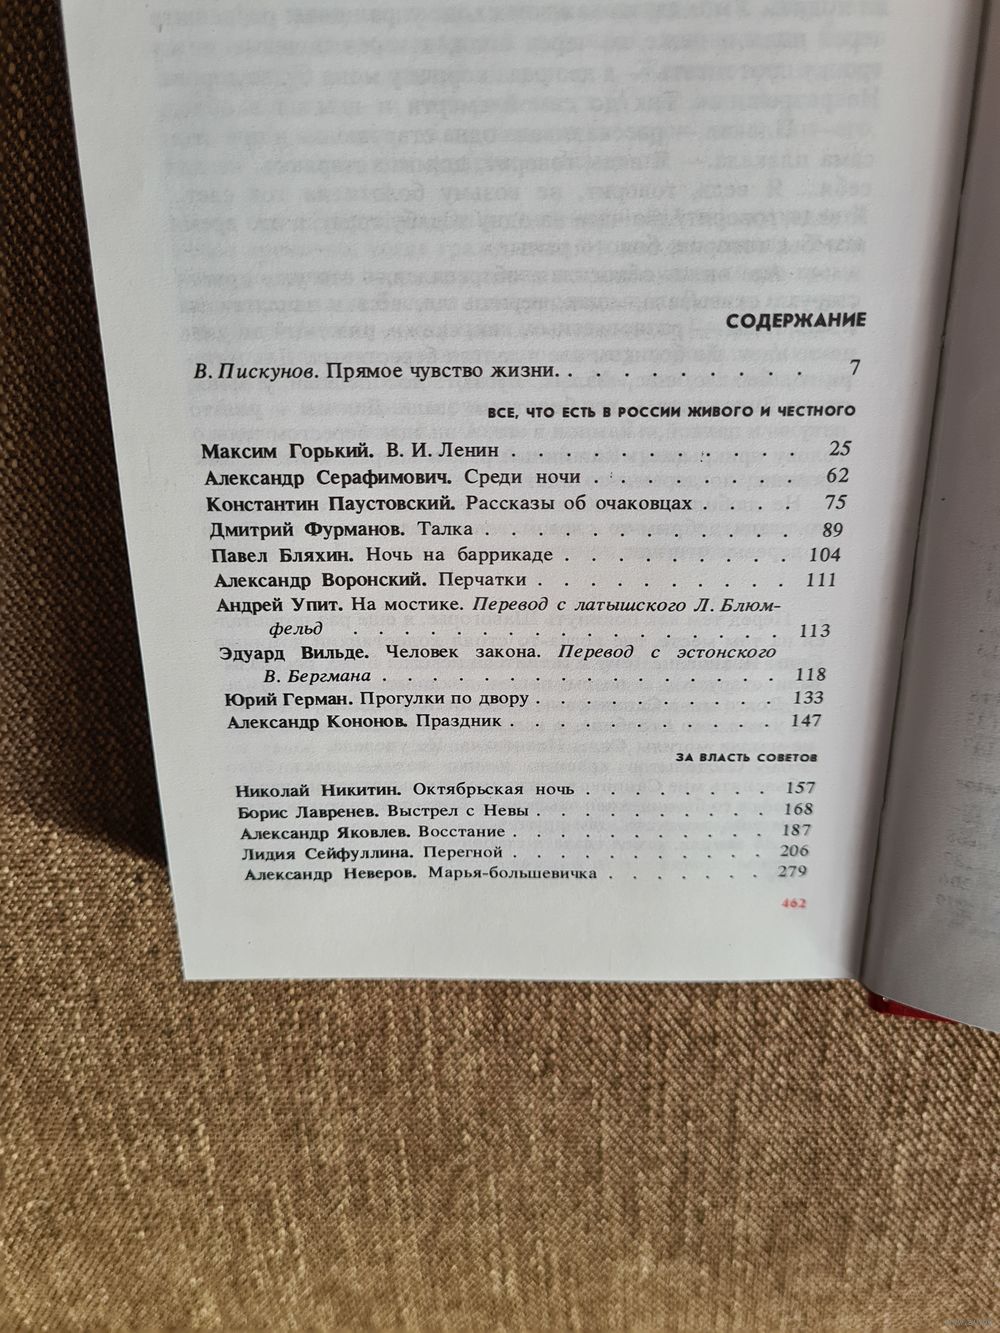 СОДЕРЖАНИЕ
В. Пискунов. Прямое чувство жизни. . . . . . . . . . 7
ВСЕ, ЧТО ЕСТЬ В РОССИИ ЖИВОГО И ЧЕСТНОГО
Максим Горький. В. И. Ленин . . . . . . . . . . . 25
Александр Серафимович. Среди ночи . . . . . . . . 62
Константин Паустовский. Рассказы об очаковцах . . . . 75
Дмитрий Фурманов. Талка . . . . . . . . . . . . . 89
Павел Бляхин. Ночь на баррикаде . . . . . . . . . 104
Александр Воронский. Перчатки . . . . . . . . . . 111
Андрей Упит. На мостике. Перевод с латышского Л. Блюм-
фельд . . . . . . . . . . . . . . . . 113
Эдуард Вильде. Человек закона. Перевод с эстонского
В. Бергмана . . . . . . . . . . . . . . . 118
Юрий Герман. Прогулки по двору . . . . . . . . . . 133
Александр Кононов. Праздник . . . . . . . . . . . 147
ЗА ВЛАСТЬ СОВЕТОВ
Николай Никитин. Октябрьская ночь . . . . . . . . 157
Борис Лавренев. Выстрел с Невы . . . . . . . . . . 168
Александр Яковлев. Восстание . . . . . . . . . . . 187
Лидия Сейфуллина. Перегной . . . . . . . . . . . 206
Александр Неверов. Марья-большевичка . . . . . . . 279
462